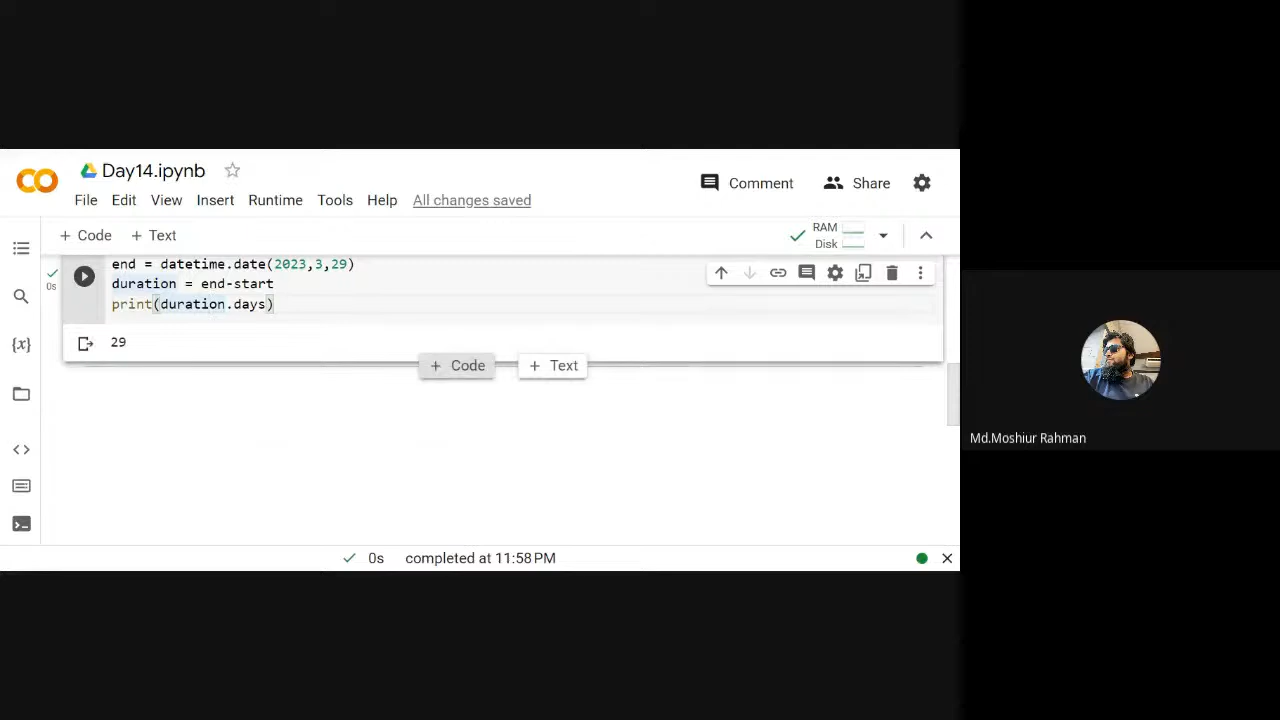 Day14.ipynb
File Edit View Insert Runtime Tools Help All changes saved
Comment Share
+ Code + Text
RAM
Disk
end = datetime.date(2023,3,29)
0s
duration = end-start
print(duration.days)
29
+ Code + Text
{x}
0s completed at 11:58 PM
Md.Moshiur Rahman